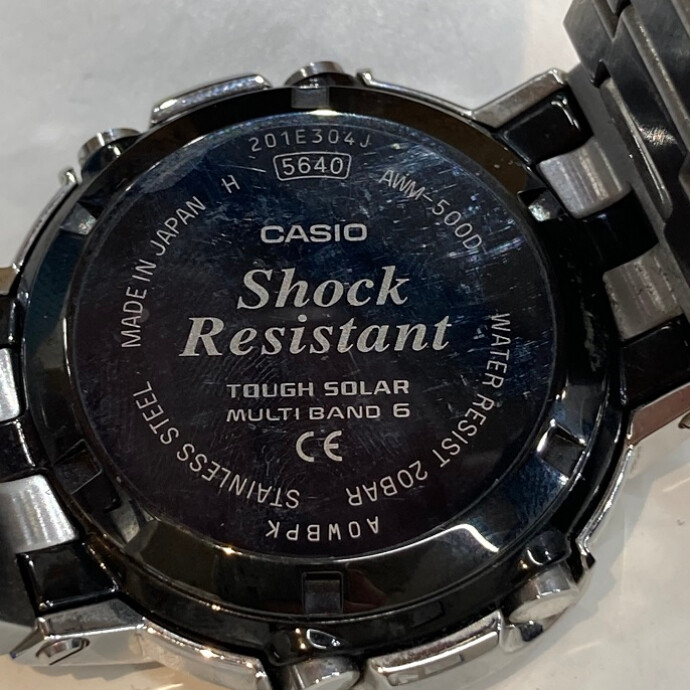 201E304J
5640
H
AWM-500D
CASIO
Shock
Resistant
TOUGH SOLAR
MULTI BAND 6
CE
MADE IN JAPAN
WATER RESIST 20BAR
STAINLESS STEEL
A0WBPK